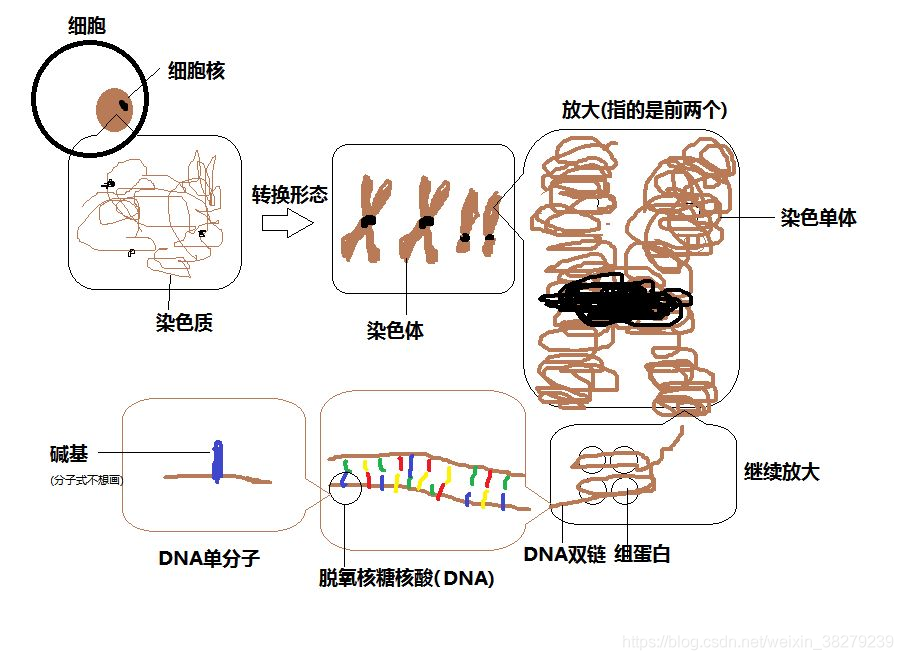 细胞
细胞核
放大(指的是前两个)
转换形态
染色单体
染色质
染色体
碱基
(分子式不想画)
继续放大
DNA单分子
DNA双链 组蛋白
脱氧核糖核酸(DNA)
https://blog.csdn.net/weixin_38279239